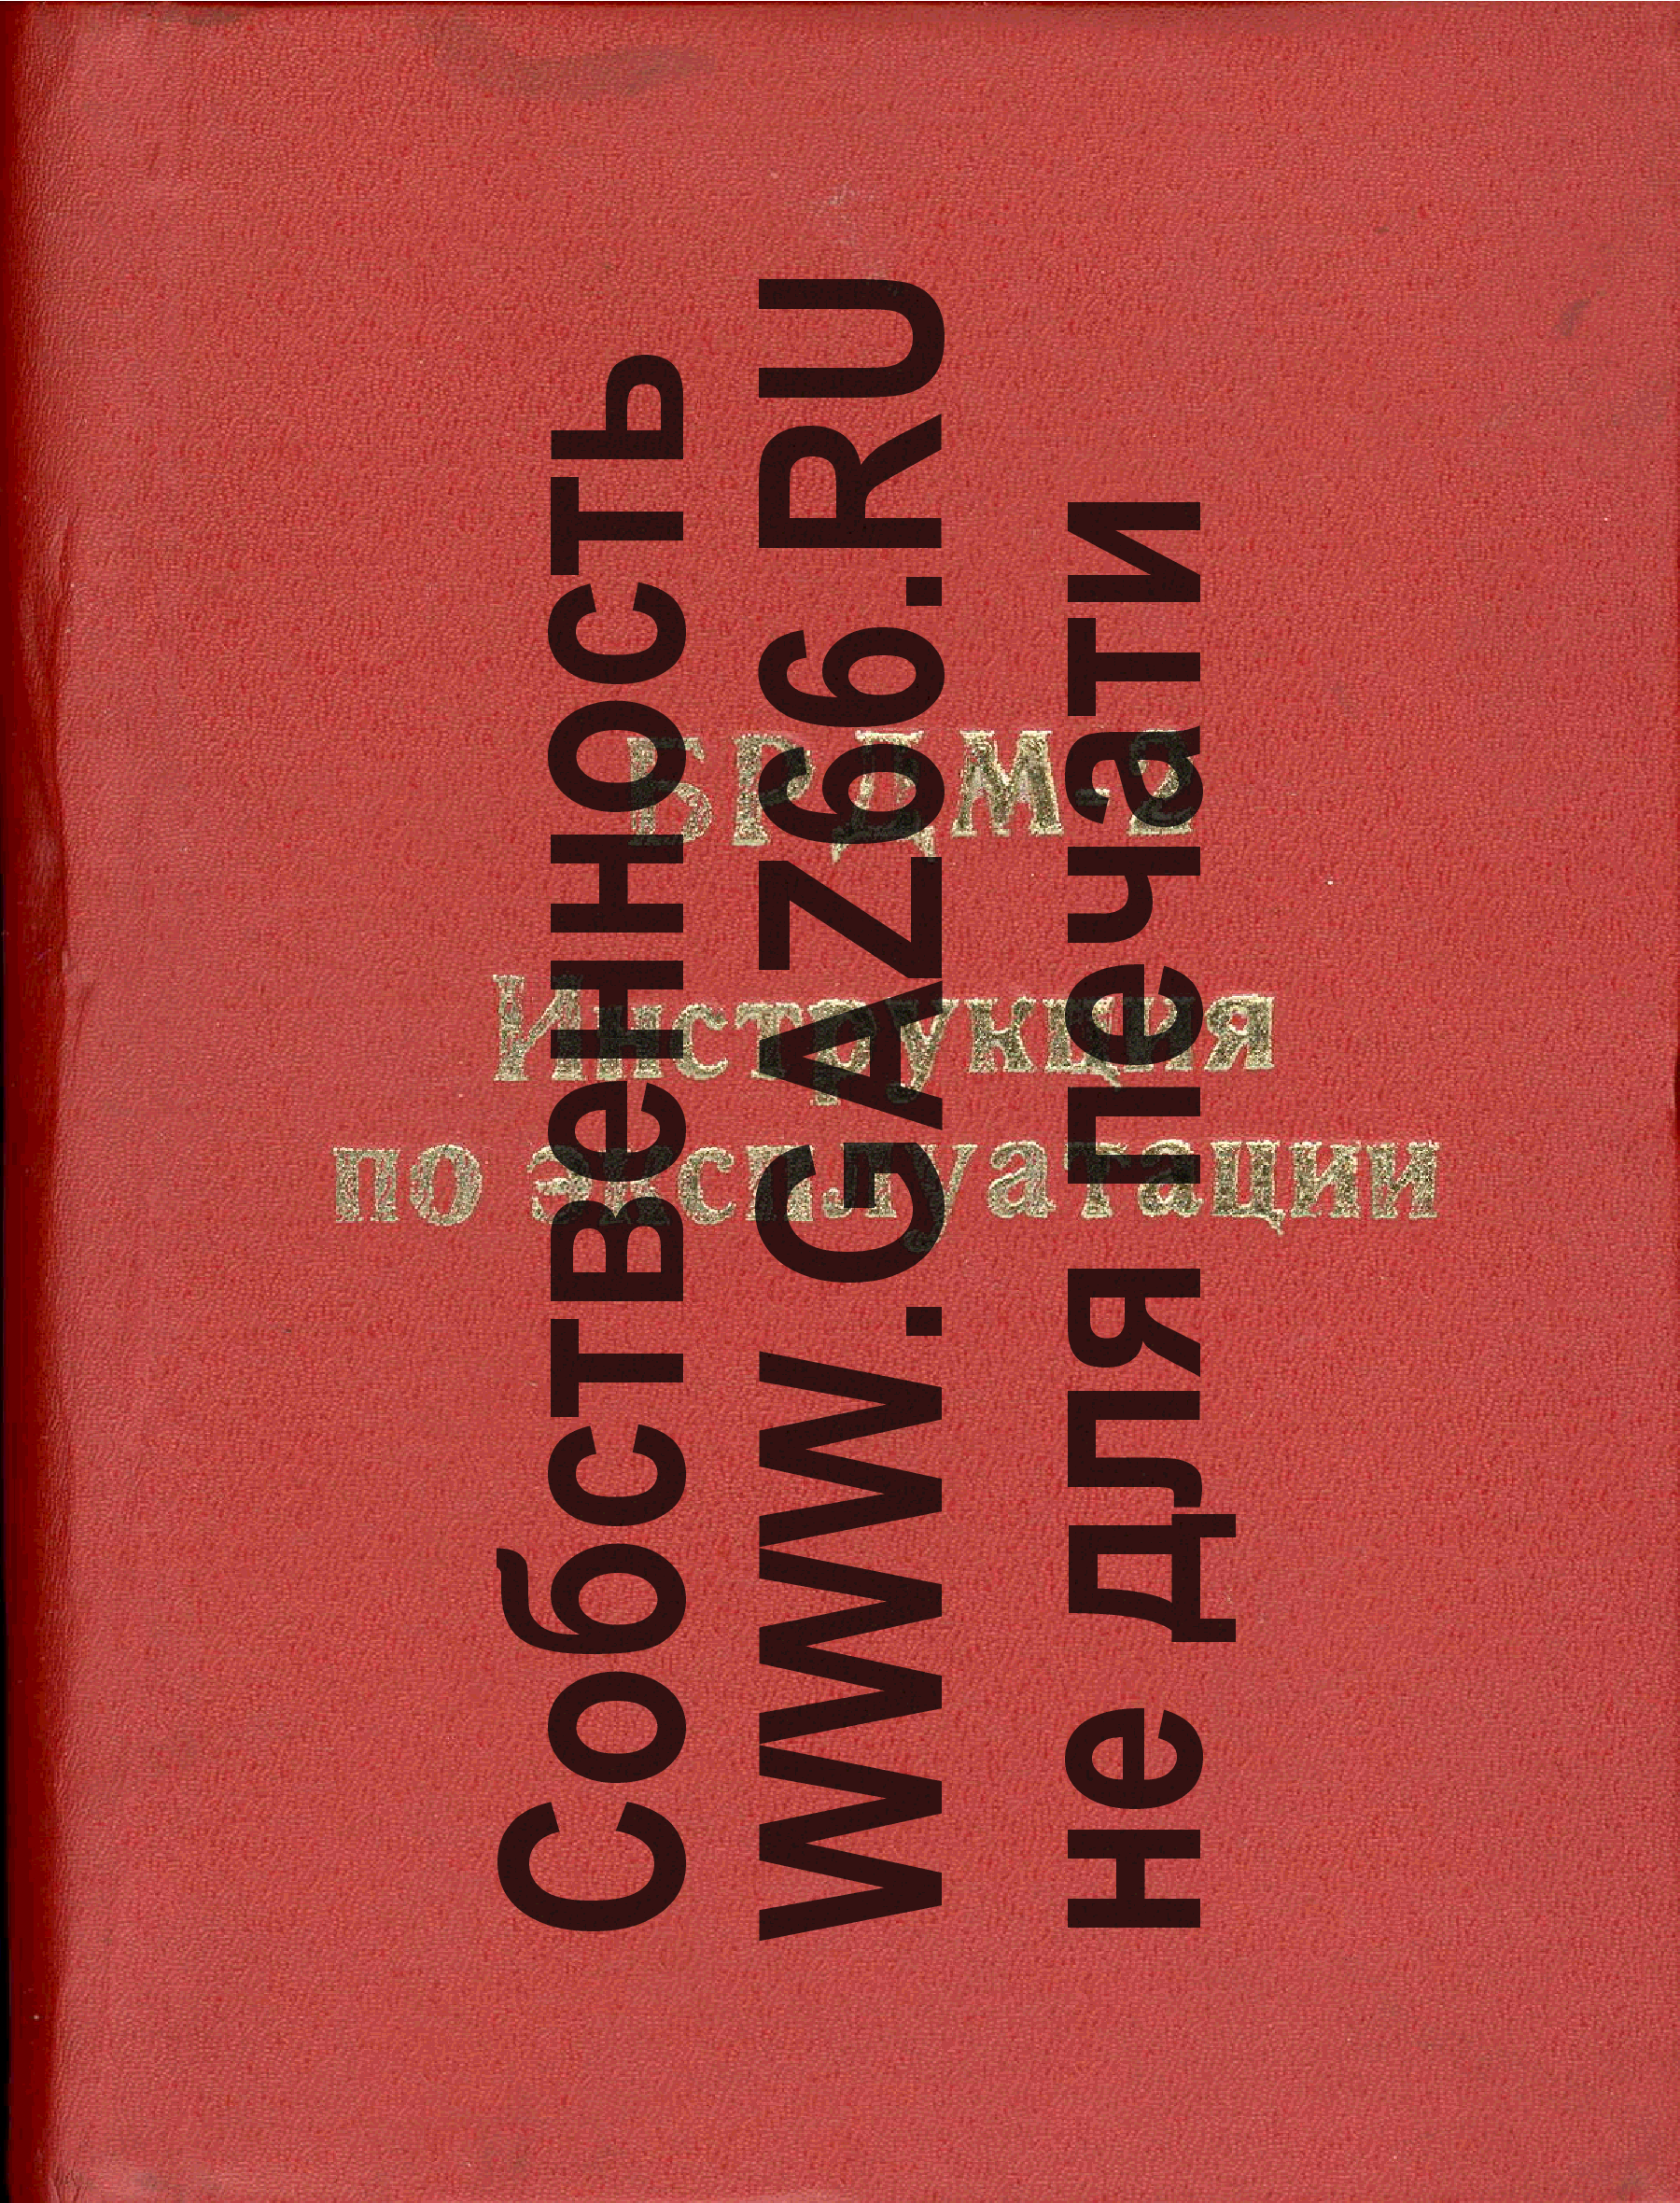 БРДМ-2
Инструкция
по эксплуатации
Собственность
WWW.GAZ66.RU
не для печати